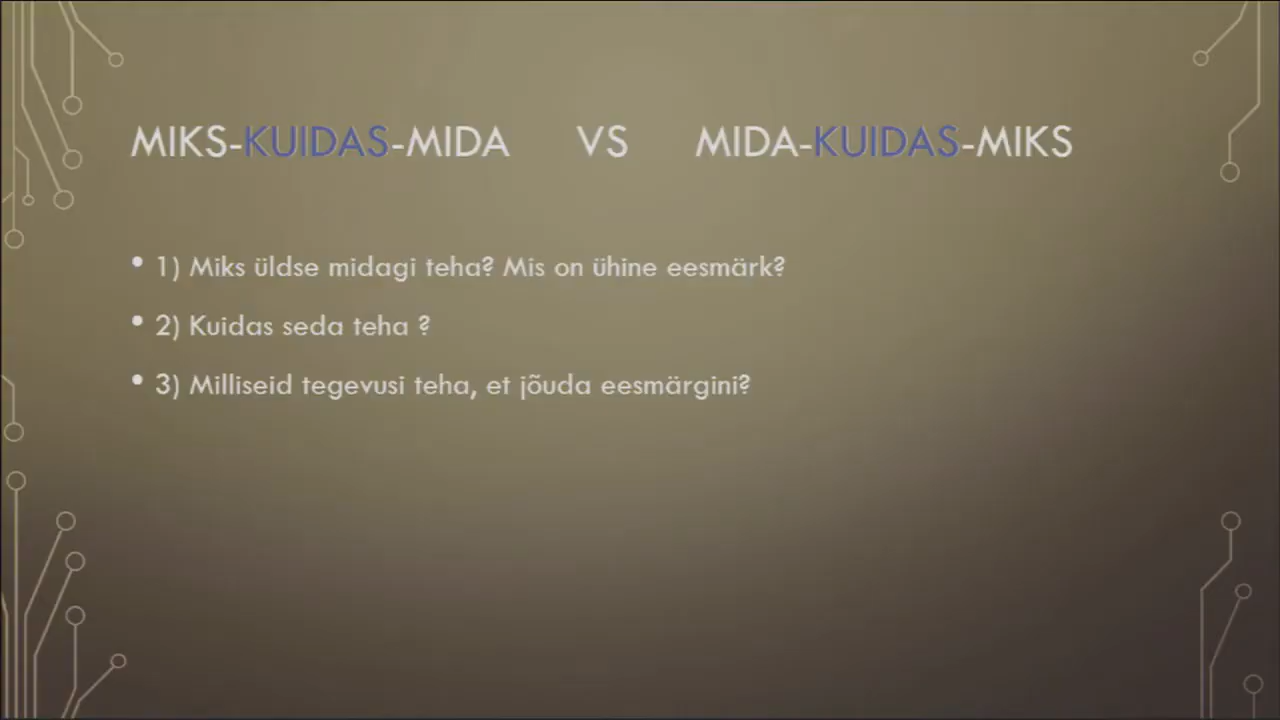 MIKS-KUIDAS-MIDA VS MIDA-KUIDAS-MIKS
• 1) Miks üldse midagi teha? Mis on ühine eesmärk?
• 2) Kuidas seda teha ?
• 3) Milliseid tegevusi teha, et jõuda eesmärgini?